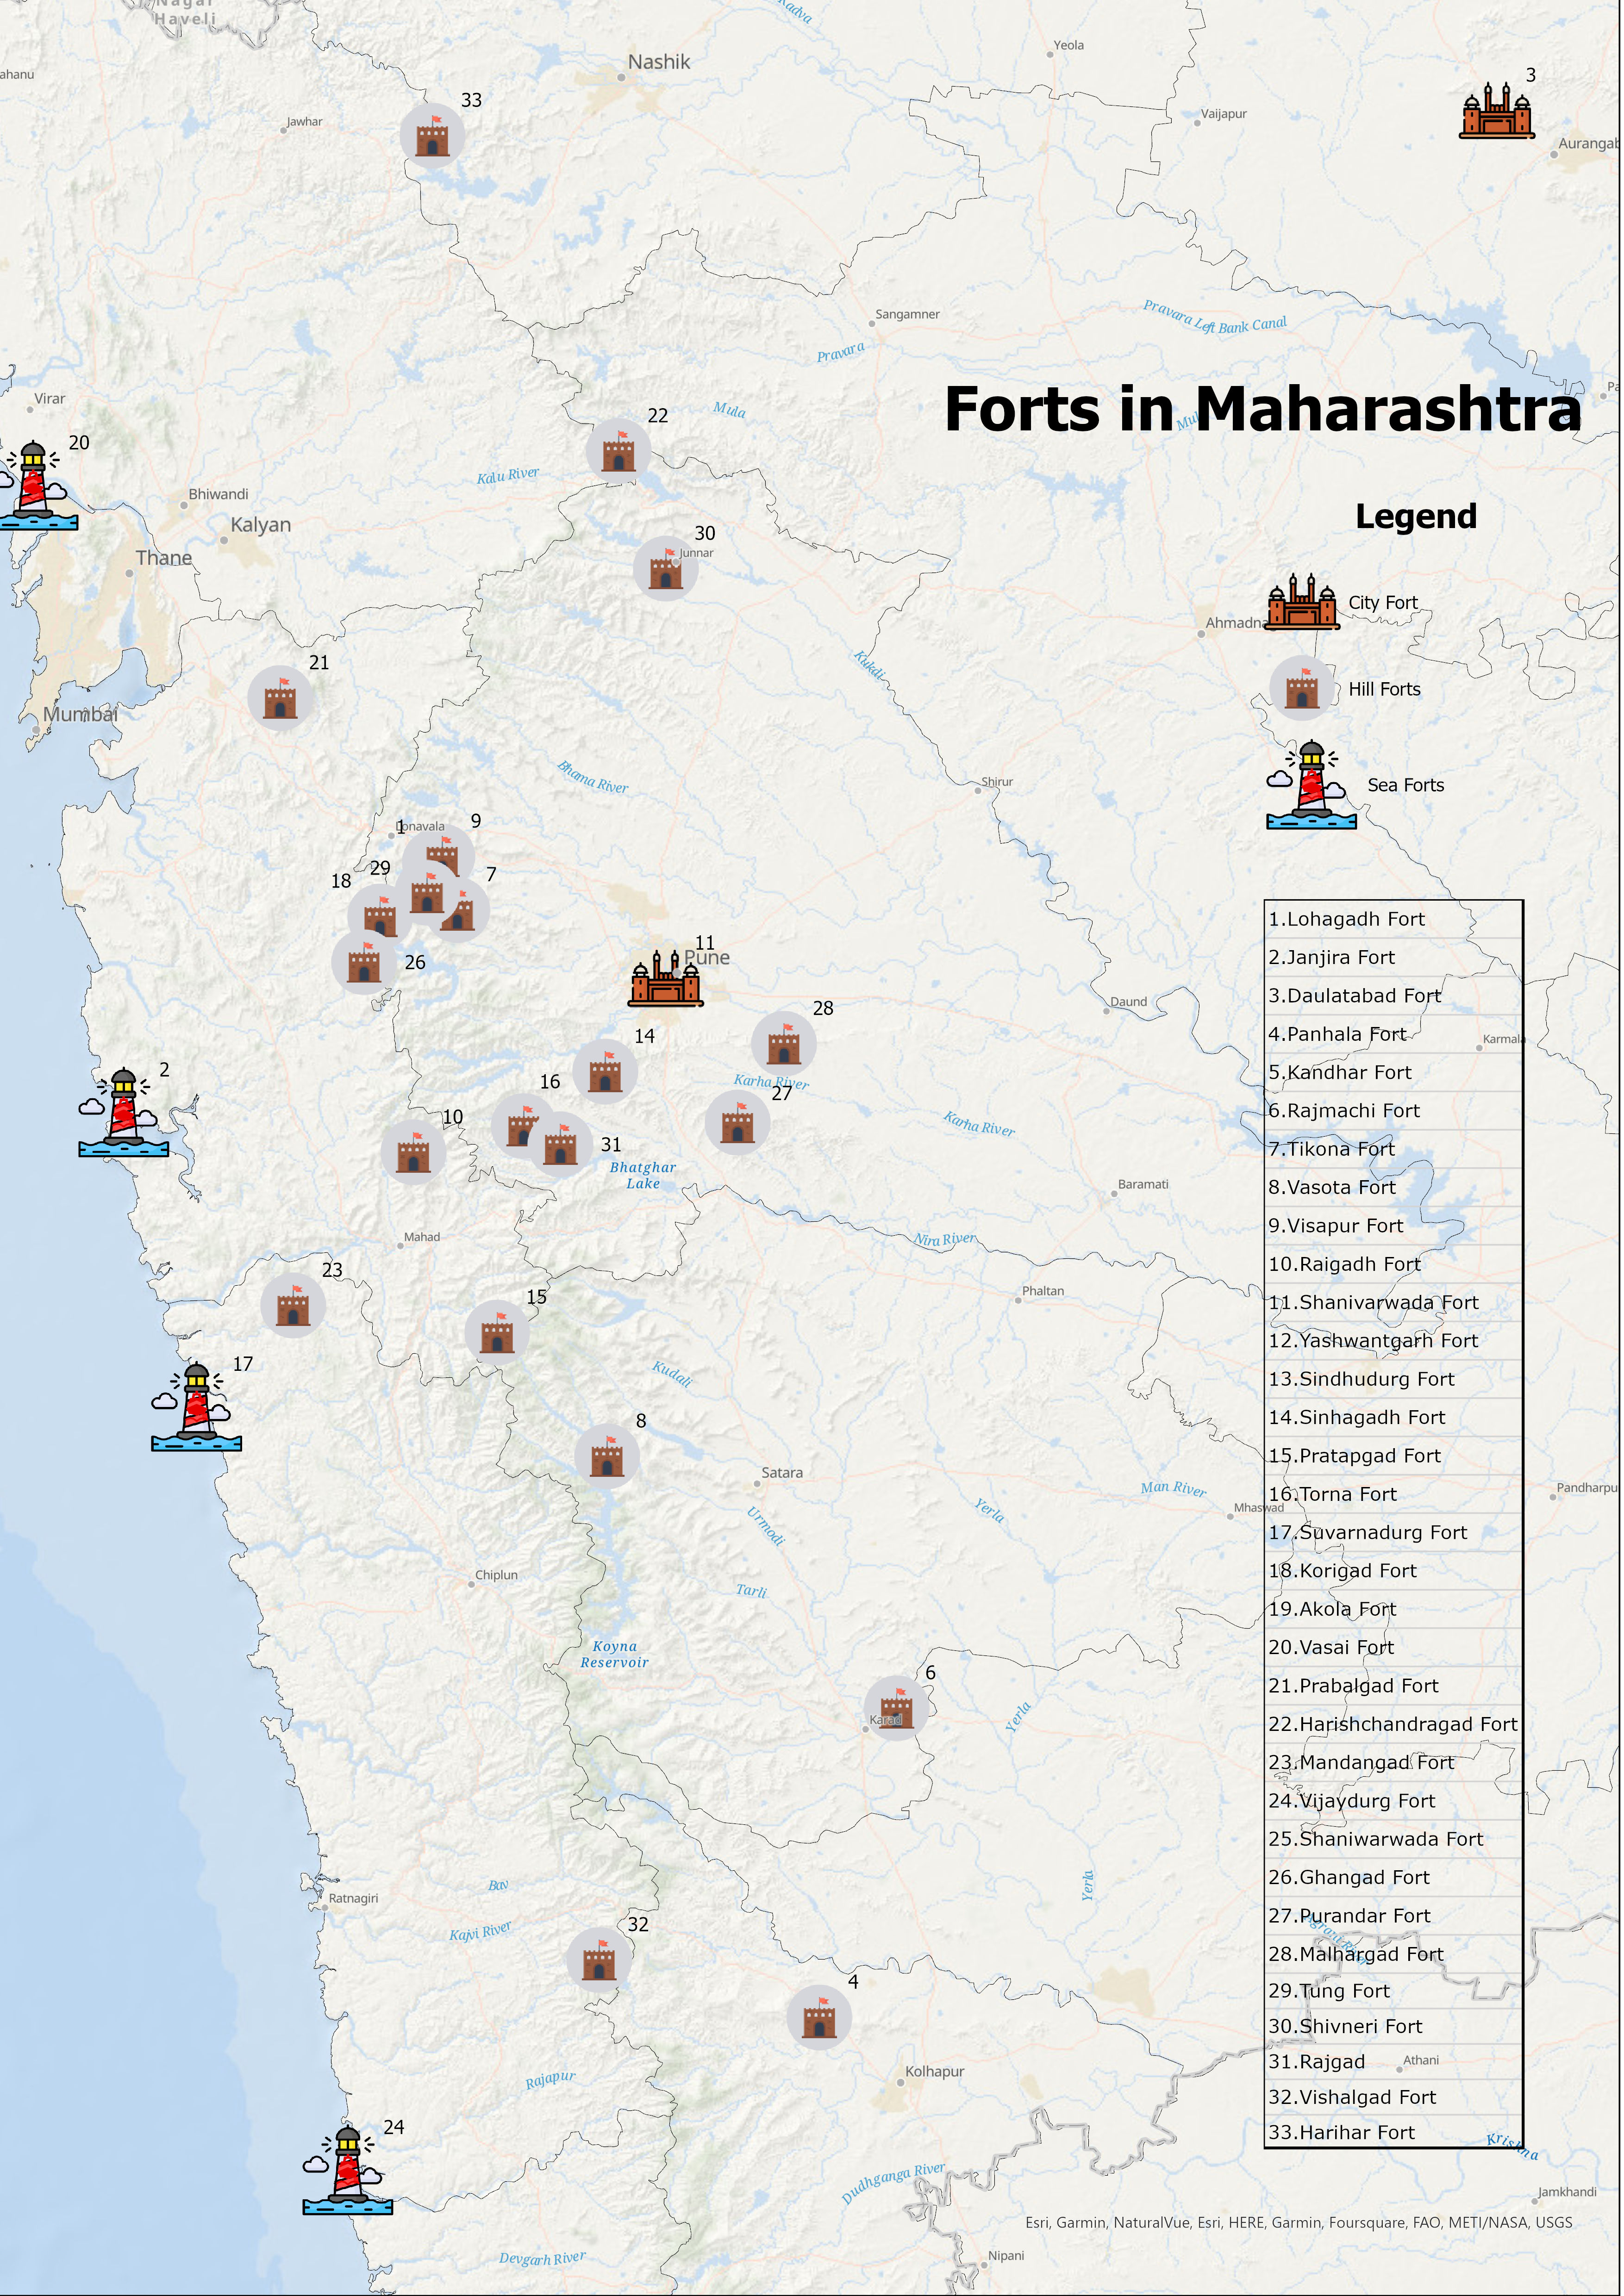 Nagar
Haveli
Kadva
Nashik
Yeola
ahanu
33
3
Jawhar
Vaijapur
Aurangab
Sangamner
Pravara Left Bank Canal
Pravara
Forts in Maharashtra
Pa
Mul
Virar
20
22
Mula
Kalu River
Bhiwandi
Kalyan
Thane
30
Junnar
Legend
City Fort
Ahmadna
Hill Forts
Sea Forts
21
Kukdi
Mumbai
Bhama River
Shirur
1
Lonavala
9
18
29
7
26
11
Pune
28
Daund
14
Karha River
27
2
16
10
31
Karha River
Bhatghar
Lake
Baramati
Mahad
Nira River
23
15
Phaltan
17
Kudali
8
Satara
Man River
Mhaswad
Pandharpu
Yerla
Urmodi
Chiplun
Tarli
Koyna
Reservoir
6
Karad
Yerla
Yerla
Bav
Ratnagiri
Kajvi River
32
4
Kolhapur
Rajapur
24
Dudhganga River
Devgarh River
Nipani
1.Lohagadh Fort
2.Janjira Fort
3.Daulatabad Fort
4.Panhala Fort
Karmala
5.Kandhar Fort
6.Rajmachi Fort
7.Tikona Fort
8.Vasota Fort
9.Visapur Fort
10.Raigadh Fort
11.Shanivarwada Fort
12.Yashwantgarh Fort
13.Sindhudurg Fort
14.Sinhagadh Fort
15.Pratapgad Fort
16.Torna Fort
17.Suvarnadurg Fort
18.Korigad Fort
19.Akola Fort
20.Vasai Fort
21.Prabalgad Fort
22.Harishchandragad Fort
23.Mandangad Fort
24.Vijaydurg Fort
25.Shaniwarwada Fort
26.Ghangad Fort
27.Purandar Fort
Agrani River
28.Malhargad Fort
29.Tung Fort
30.Shivneri Fort
31.Rajgad
Athani
32.Vishalgad Fort
33.Harihar Fort
Krishna
Jamkhandi
Esri, Garmin, NaturalVue, Esri, HERE, Garmin, Foursquare, FAO, METI/NASA, USGS